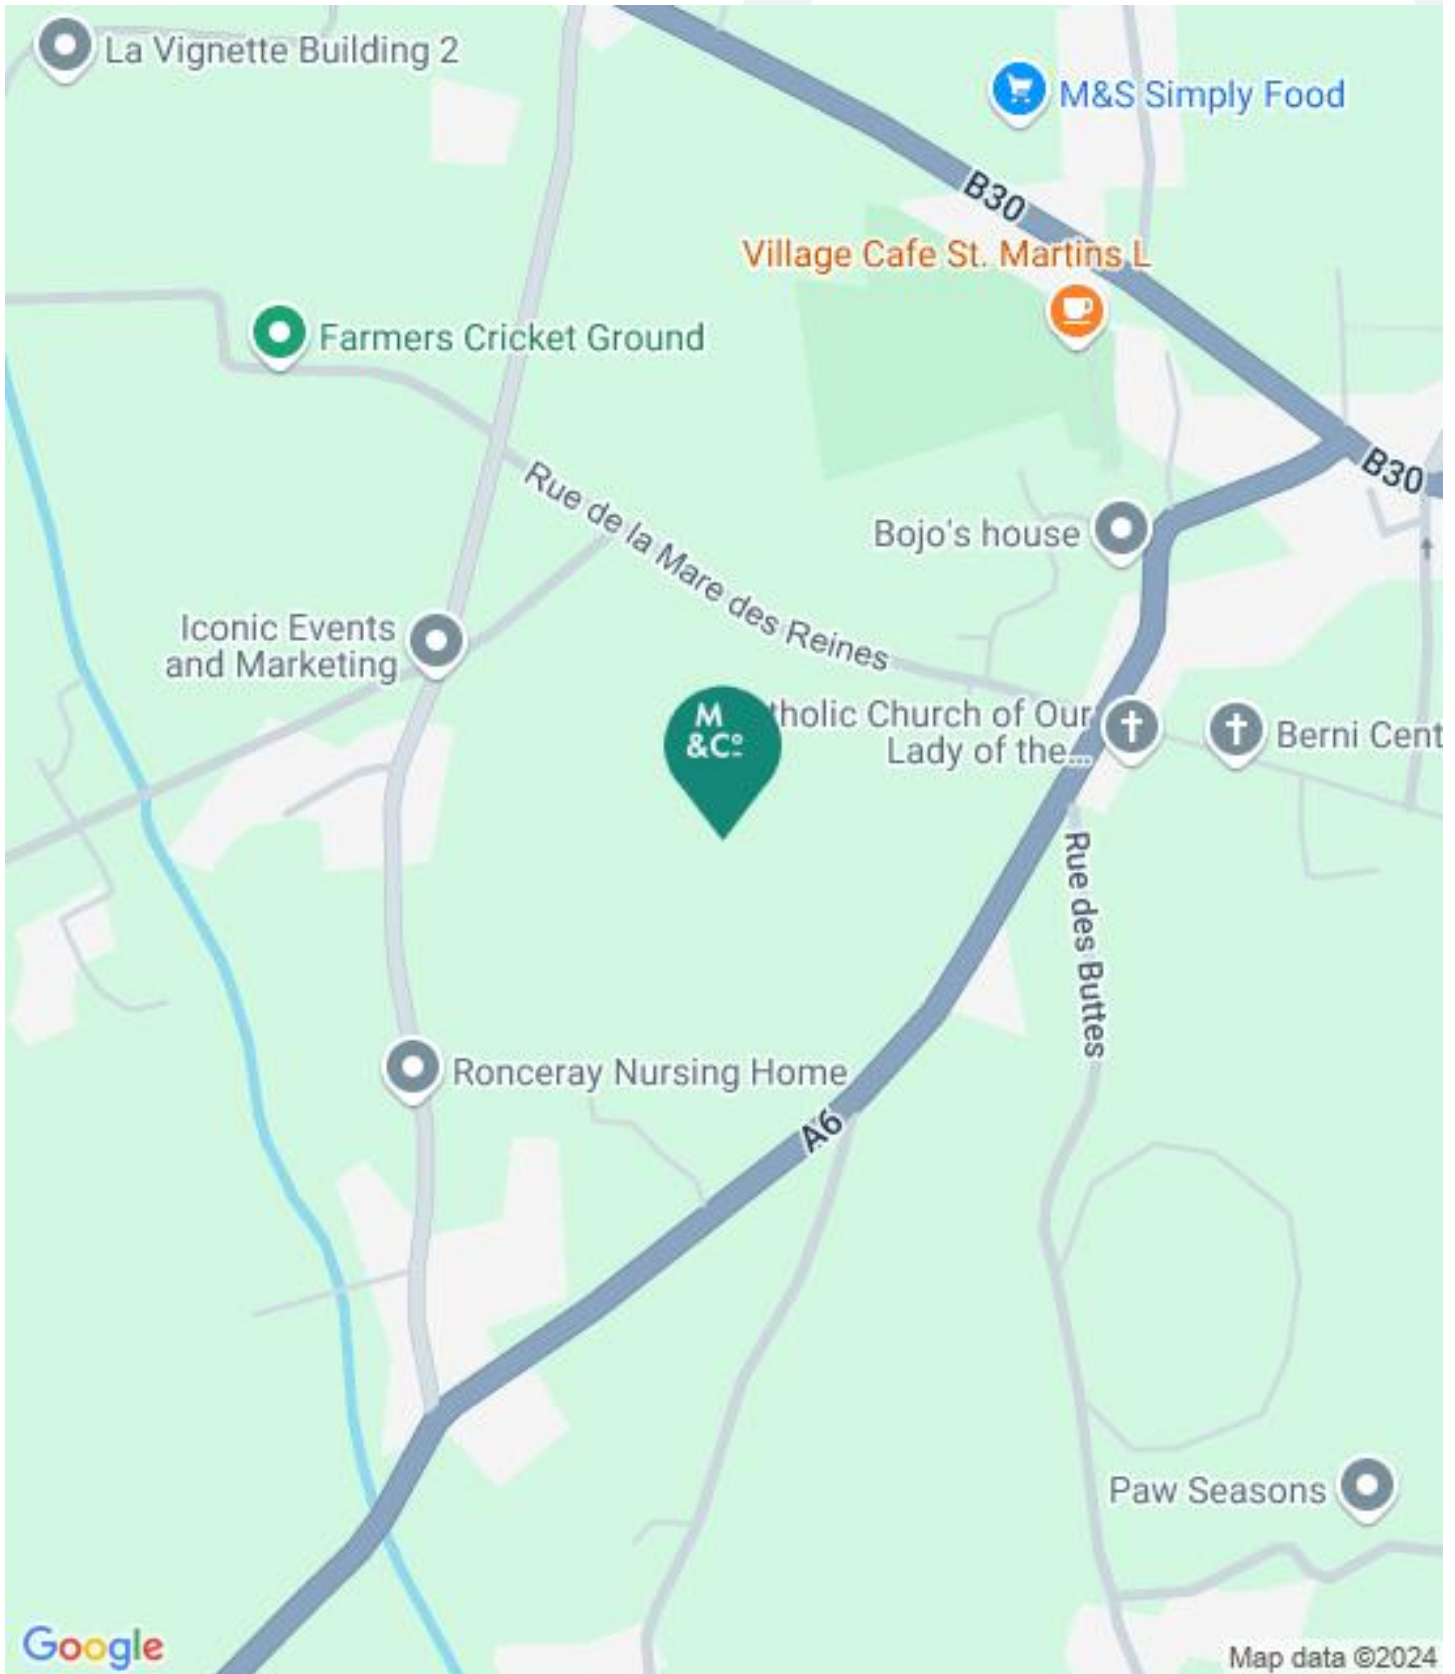 La Vignette Building 2
M&S Simply Food
B30
Village Cafe St. Martins L
Farmers Cricket Ground
B30
Rue de la Mare des Reines
Bojo's house
Iconic Events
and Marketing
M
&Co
tholic Church of Our
Lady of the...
Berni Cent
Rue des Buttes
Ronceray Nursing Home
A6
Paw Seasons
Google
Map data ©2024